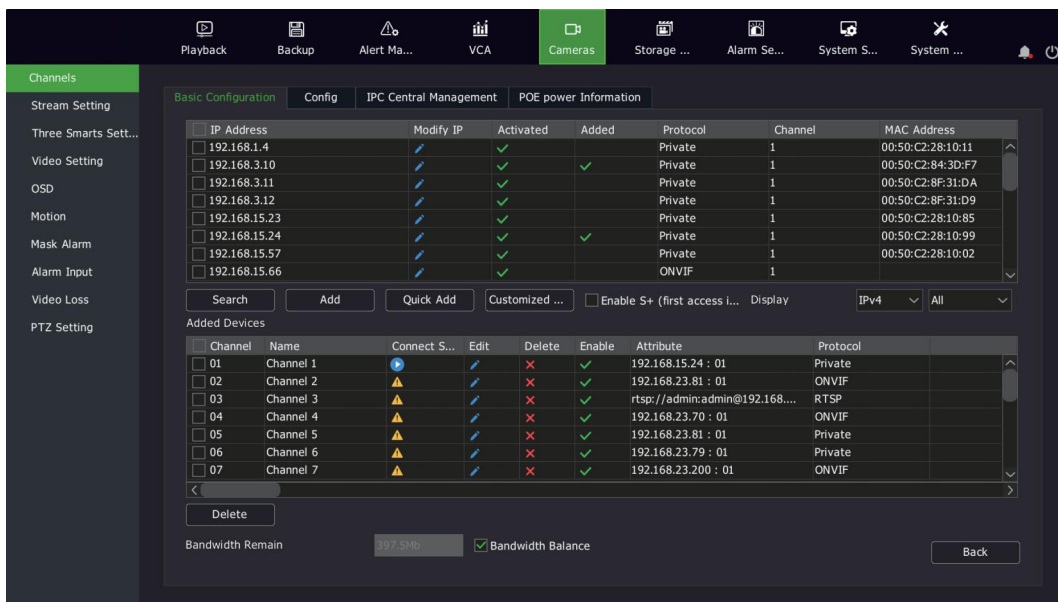 Playback Backup Alert Ma... VCA Cameras Storage ... Alarm Se... System S... System ...
Channels
Stream Setting
Three Smarts Sett...
Video Setting
OSD
Motion
Mask Alarm
Alarm Input
Video Loss
PTZ Setting
Basic Configuration Config IPC Central Management POE power Information
IP Address Modify IP Activated Added Protocol Channel MAC Address
192.168.1.4 Private 1 00:50:C2:28:10:11
192.168.3.10 Private 1 00:50:C2:84:3D:F7
192.168.3.11 Private 1 00:50:C2:8F:31:DA
192.168.3.12 Private 1 00:50:C2:8F:31:D9
192.168.15.23 Private 1 00:50:C2:28:10:85
192.168.15.24 Private 1 00:50:C2:28:10:99
192.168.15.57 Private 1 00:50:C2:28:10:02
192.168.15.66 ONVIF 1
Search Add Quick Add Customized ... Enable S+ (first access i... Display IPv4 All
Added Devices
Channel Name Connect S... Edit Delete Enable Attribute Protocol
01 Channel 1 192.168.15.24 : 01 Private
02 Channel 2 192.168.23.81 : 01 ONVIF
03 Channel 3 rtsp://admin:admin@192.168.... RTSP
04 Channel 4 192.168.23.70 : 01 ONVIF
05 Channel 5 192.168.23.81 : 01 Private
06 Channel 6 192.168.23.79 : 01 Private
07 Channel 7 192.168.23.200 : 01 ONVIF
Delete
Bandwidth Remain 397.5Mb Bandwidth Balance
Back